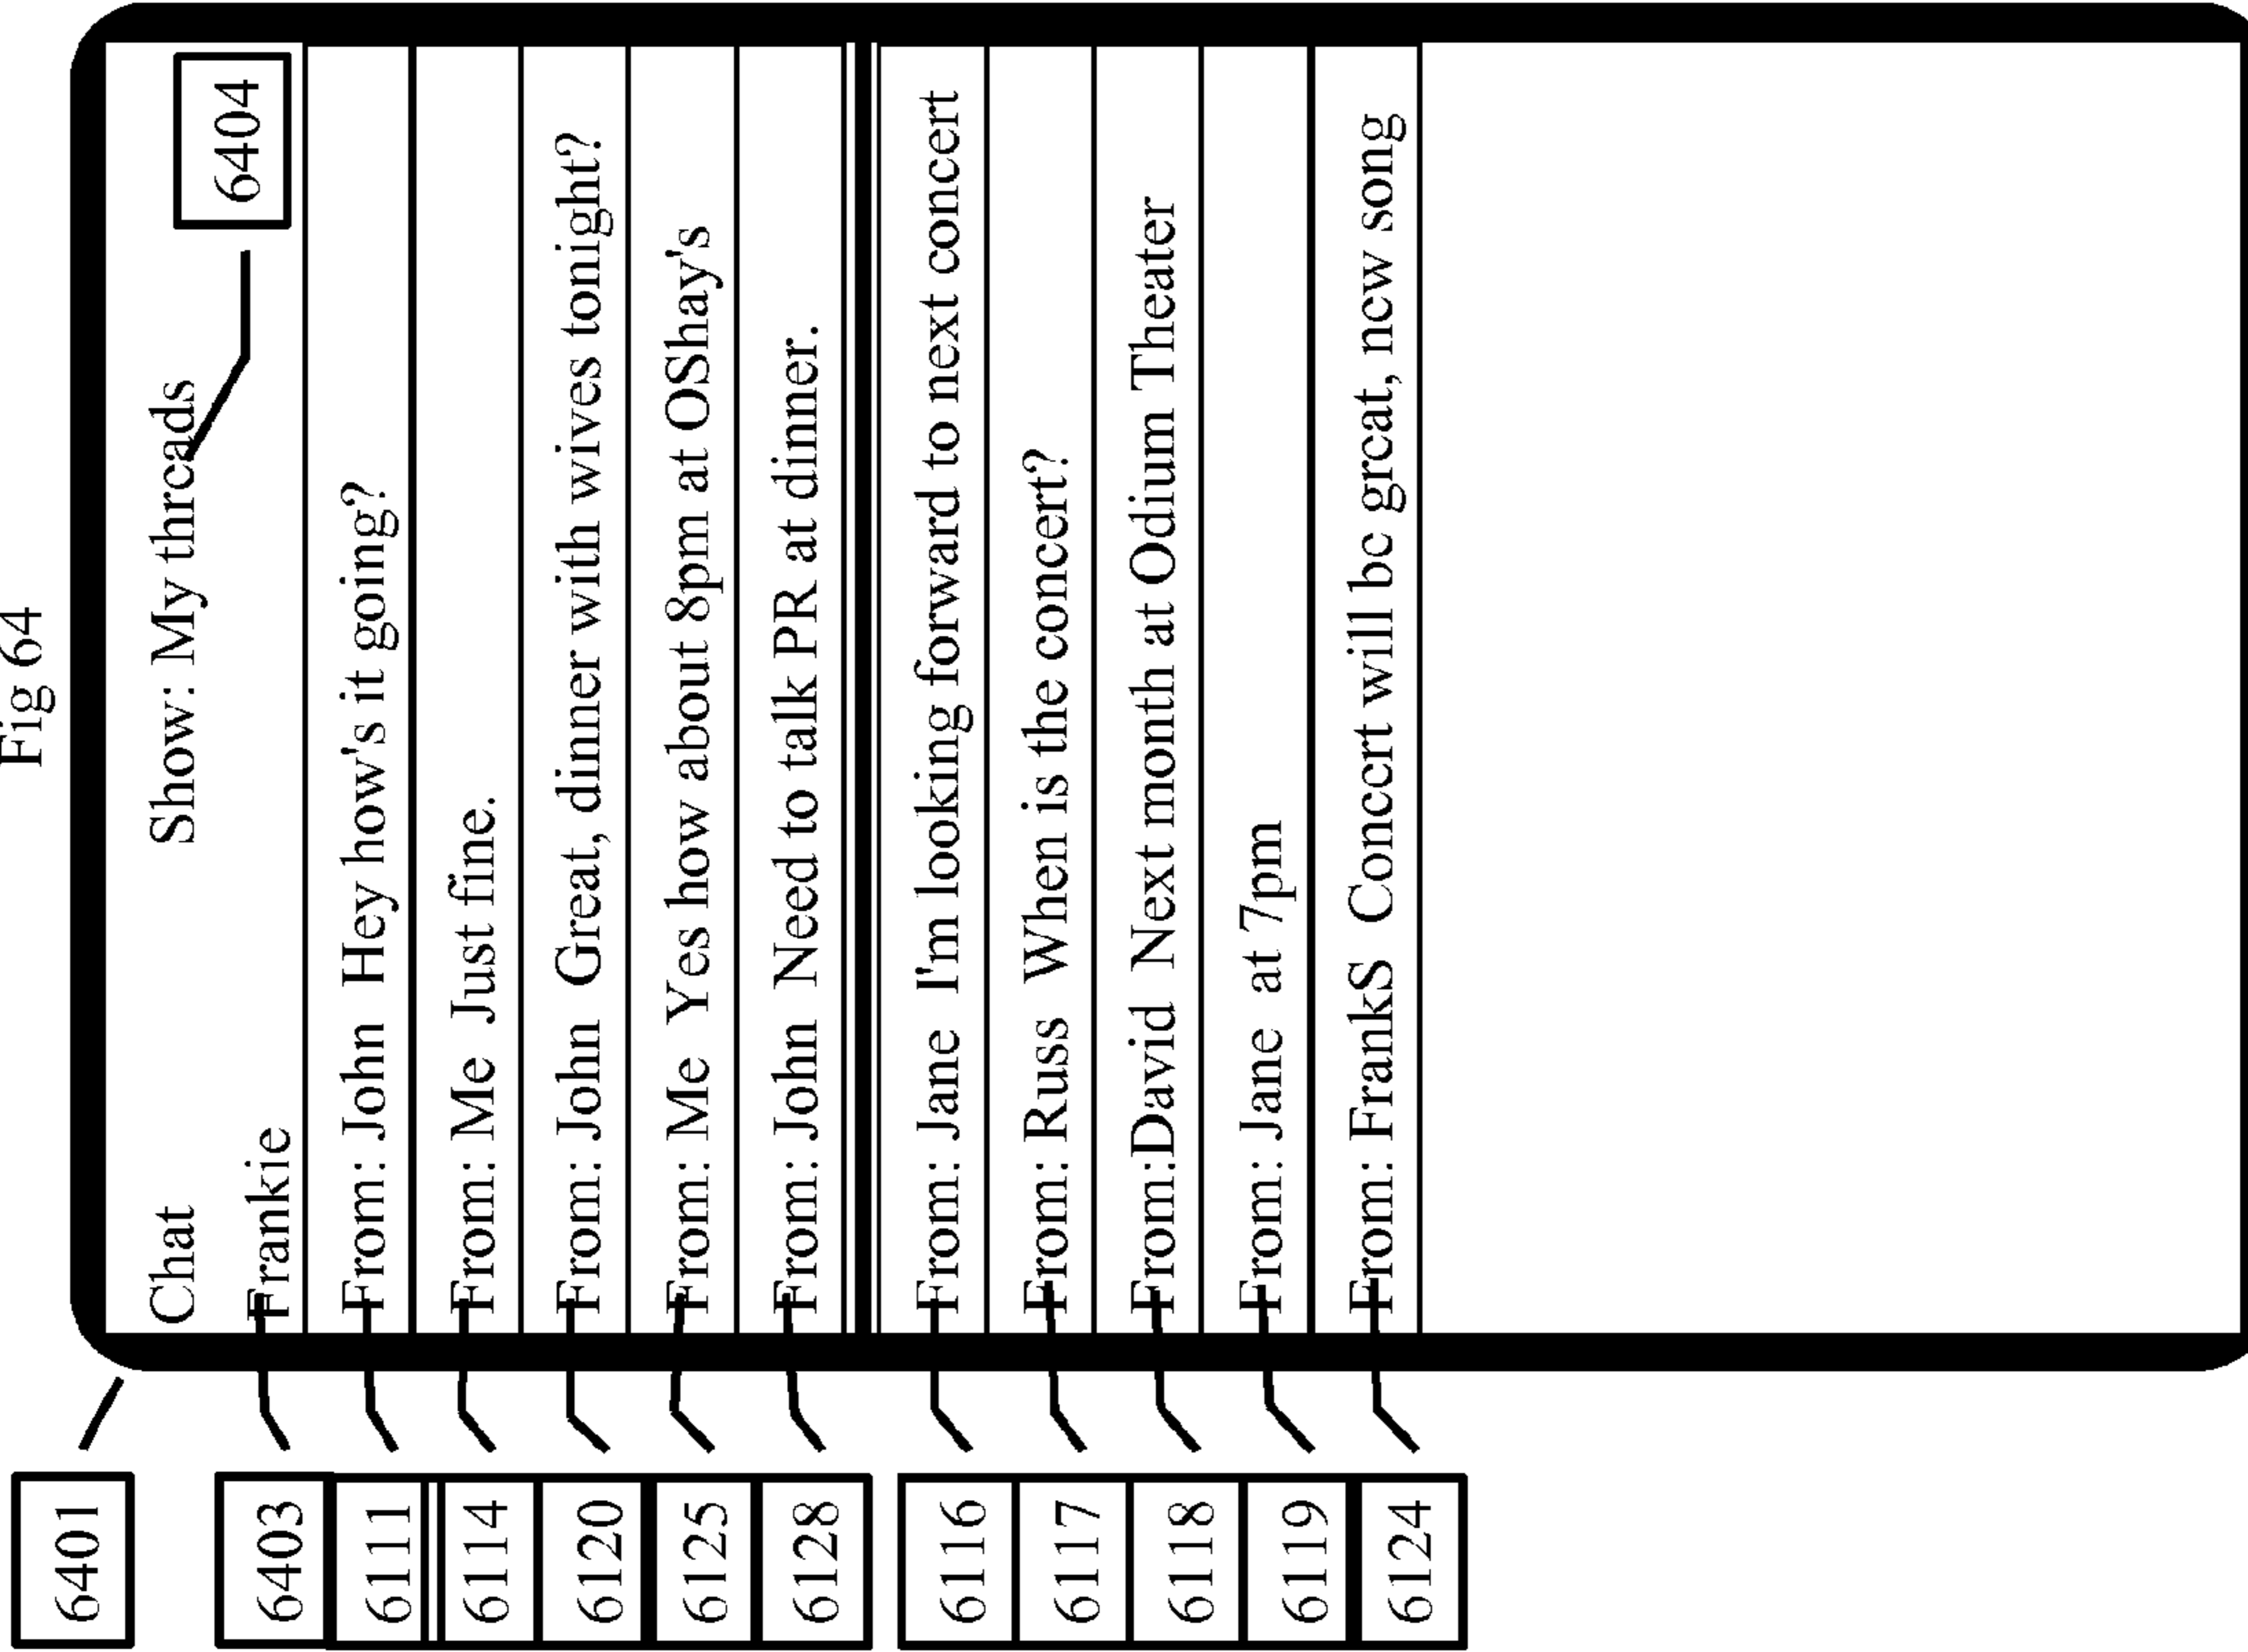 Fig 64
6401
Chat Show: My threads
6404
6403
Frankie
6111
From: John Hey how's it going?
6114
From: Me Just fine.
6120
From: John Great, dinner with wives tonight?
6125
From: Me Yes how about 8pm at OShay's
6128
From: John Need to talk PR at dinner.
6116
From: Jane I'm looking forward to next concert
6117
From: Russ When is the concert?
6118
From:David Next month at Odium Theater
6119
From: Jane at 7pm
6124
From: FrankS Concert will be great, new song